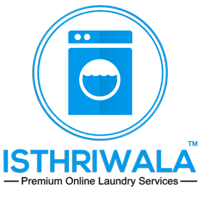 ISTHRIWALA™
Premium Online Laundry Services